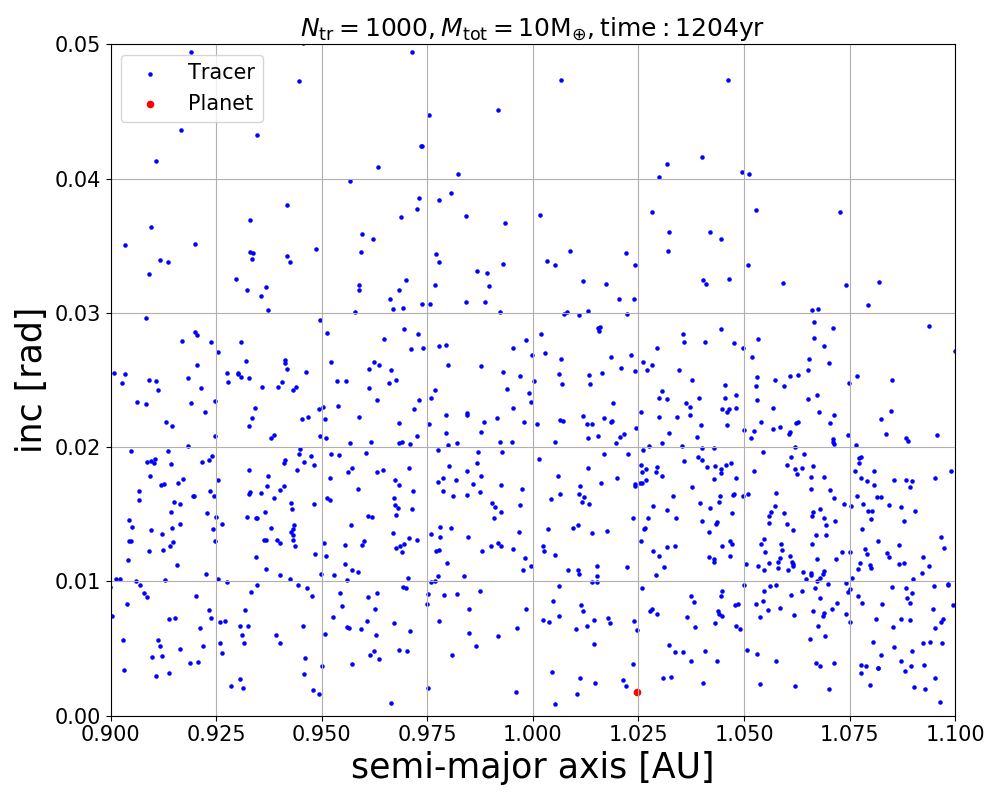 N_tr = 1000, M_tot = 10M_⊕, time : 1204yr
Tracer
Planet
0.05
0.04
0.03
0.02
0.01
0.00
inc [rad]
0.900 0.925 0.950 0.975 1.000 1.025 1.050 1.075 1.100
semi-major axis [AU]